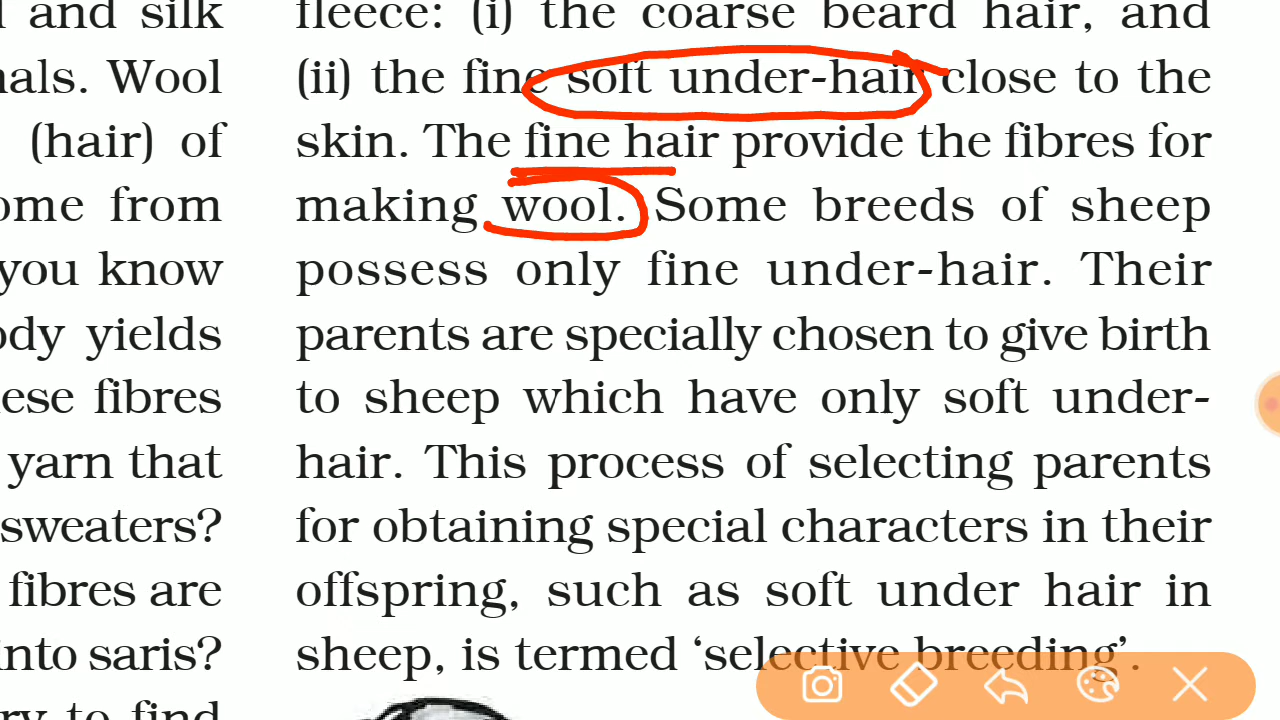 and silk
nals. Wool
(hair) of
ome from
you know
ody yields
ese fibres
yarn that
sweaters?
fibres are
into saris?
ry to find
fleece: (i) the coarse beard hair, and
(ii) the fine soft under-hair close to the
skin. The fine hair provide the fibres for
making wool. Some breeds of sheep
possess only fine under-hair. Their
parents are specially chosen to give birth
to sheep which have only soft under-
hair. This process of selecting parents
for obtaining special characters in their
offspring, such as soft under hair in
sheep, is termed ‘selective breeding’.